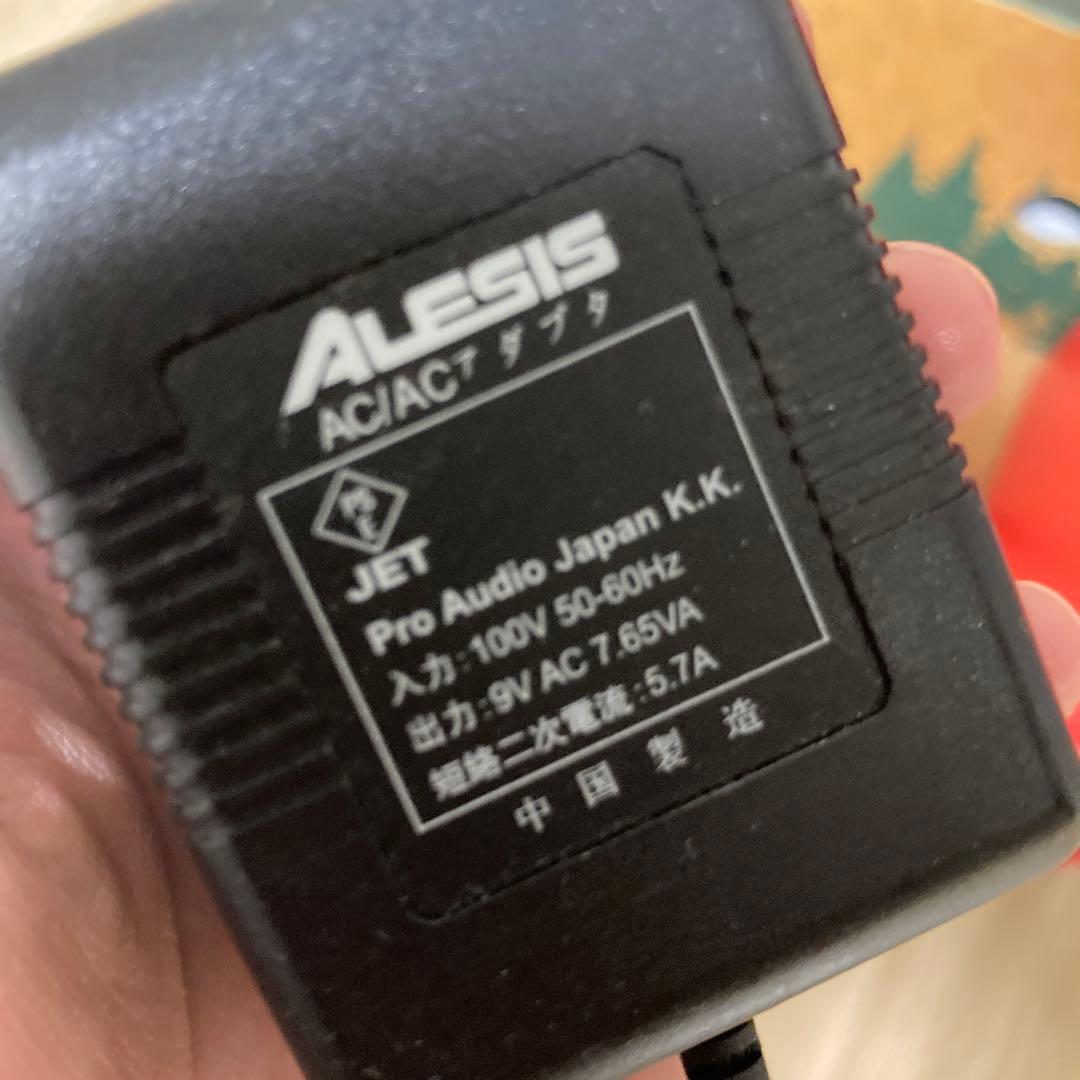 ALESIS
AC/ACアダプタ
PS
E
JET
Pro Audio Japan K.K.
入力:100V 50-60Hz
出力:9V AC 7.65VA
短絡二次電流:5.7A
中国製造